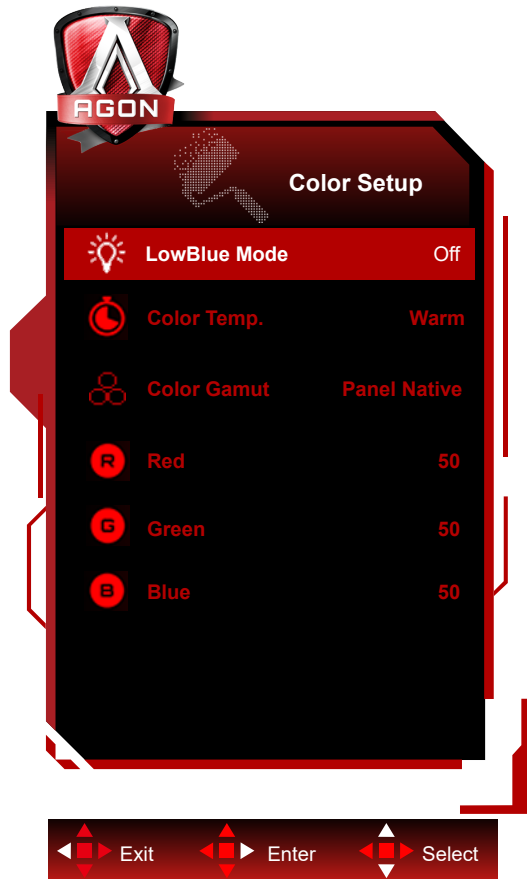 AGON
Color Setup
LowBlue Mode Off
Color Temp. Warm
Color Gamut Panel Native
R Red 50
G Green 50
B Blue 50
Exit Enter Select